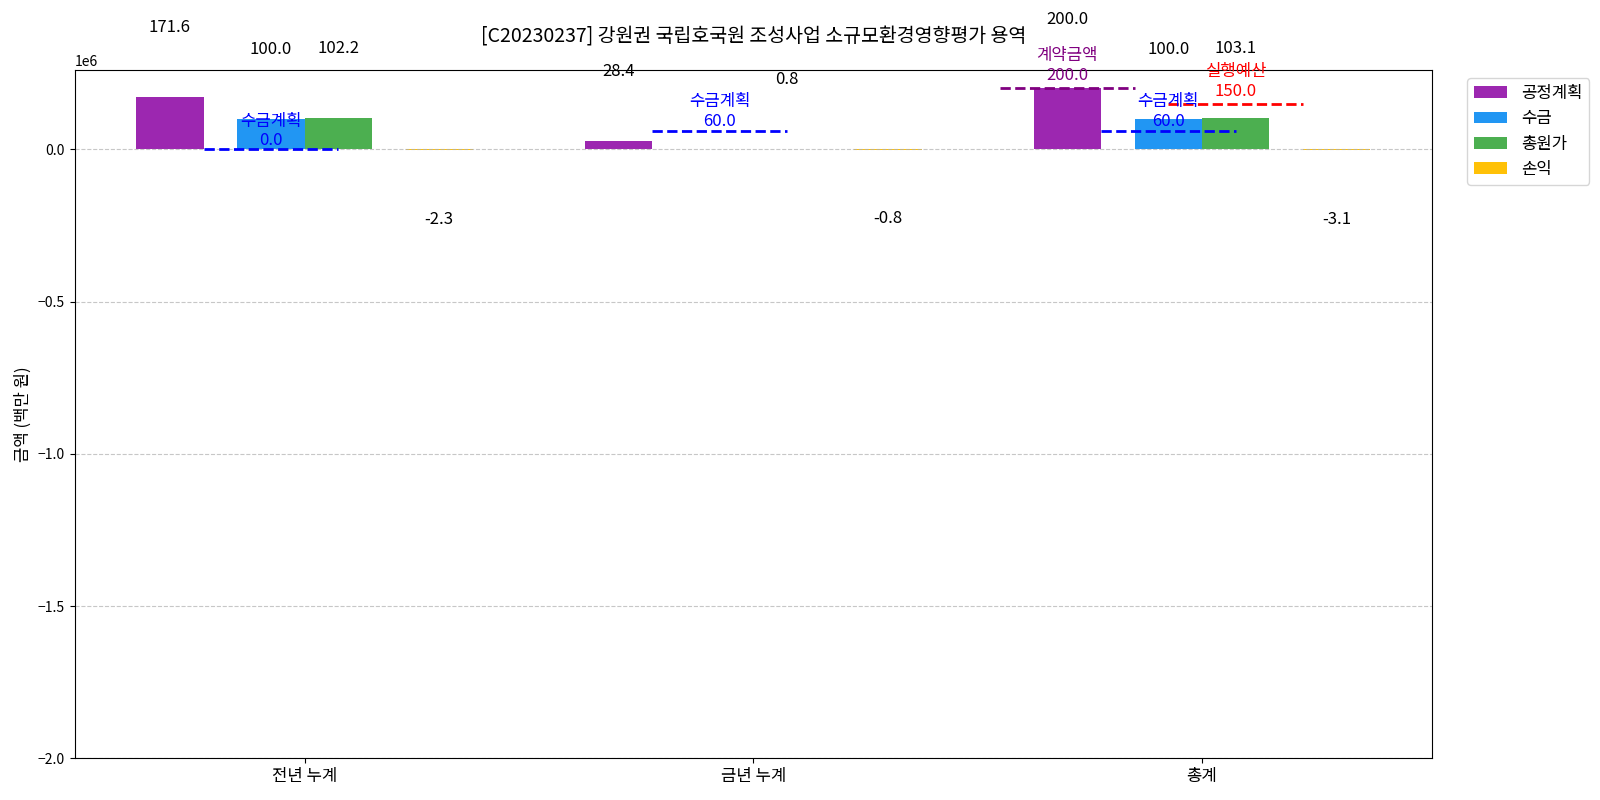 [C20230237] 강원권 국립호국원 조성사업 소규모환경영향평가 용역
1e6
171.6
100.0
102.2
수금계획
0.0
-2.3
28.4
수금계획
60.0
0.8
-0.8
200.0
계약금액
200.0
100.0
수금계획
60.0
103.1
실행예산
150.0
-3.1
공정계획
수금
총원가
손익
금액 (백만 원)
0.0
−0.5
−1.0
−1.5
−2.0
전년 누계
금년 누계
총계